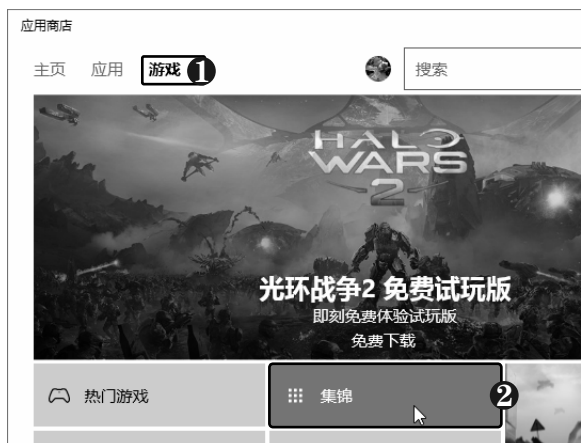 应用商店
主页 应用 游戏 1
搜索
HALO
WARS
2
光环战争2 免费试玩版
即刻免费体验试玩版
免费下载
热门游戏
集锦 2